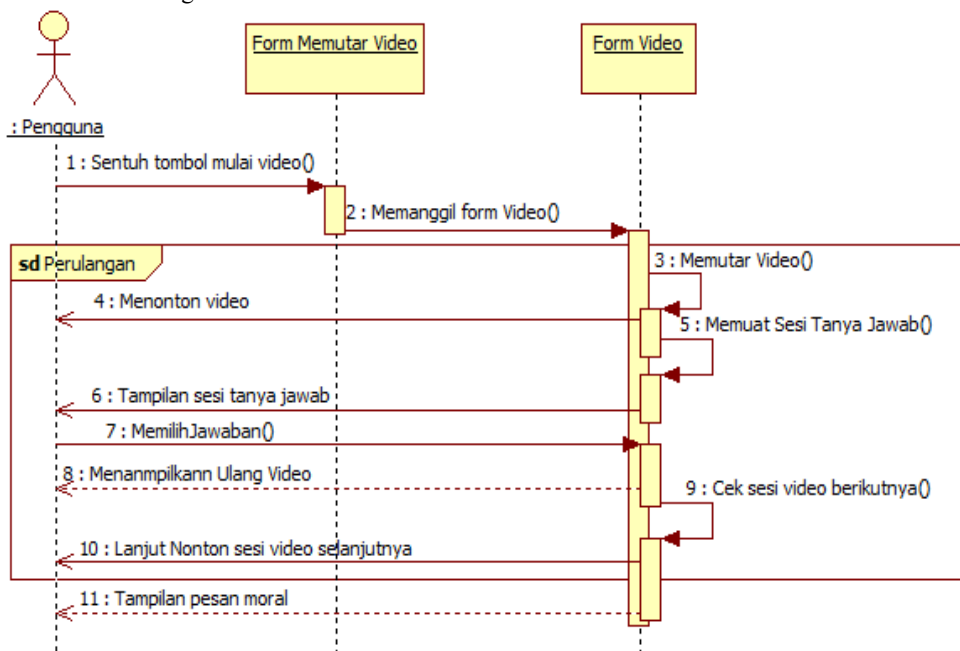 Form Memutar Video
Form Video
: Pengguna
1 : Sentuh tombol mulai video()
2 : Memanggil form Video()
sd Perulangan
3 : Memutar Video()
4 : Menonton video
5 : Memuat Sesi Tanya Jawab()
6 : Tampilan sesi tanya jawab
7 : MemilihJawaban()
8 : Menanmpilkann Ulang Video
9 : Cek sesi video berikutnya()
10 : Lanjut Nonton sesi video selanjutnya
11 : Tampilan pesan moral